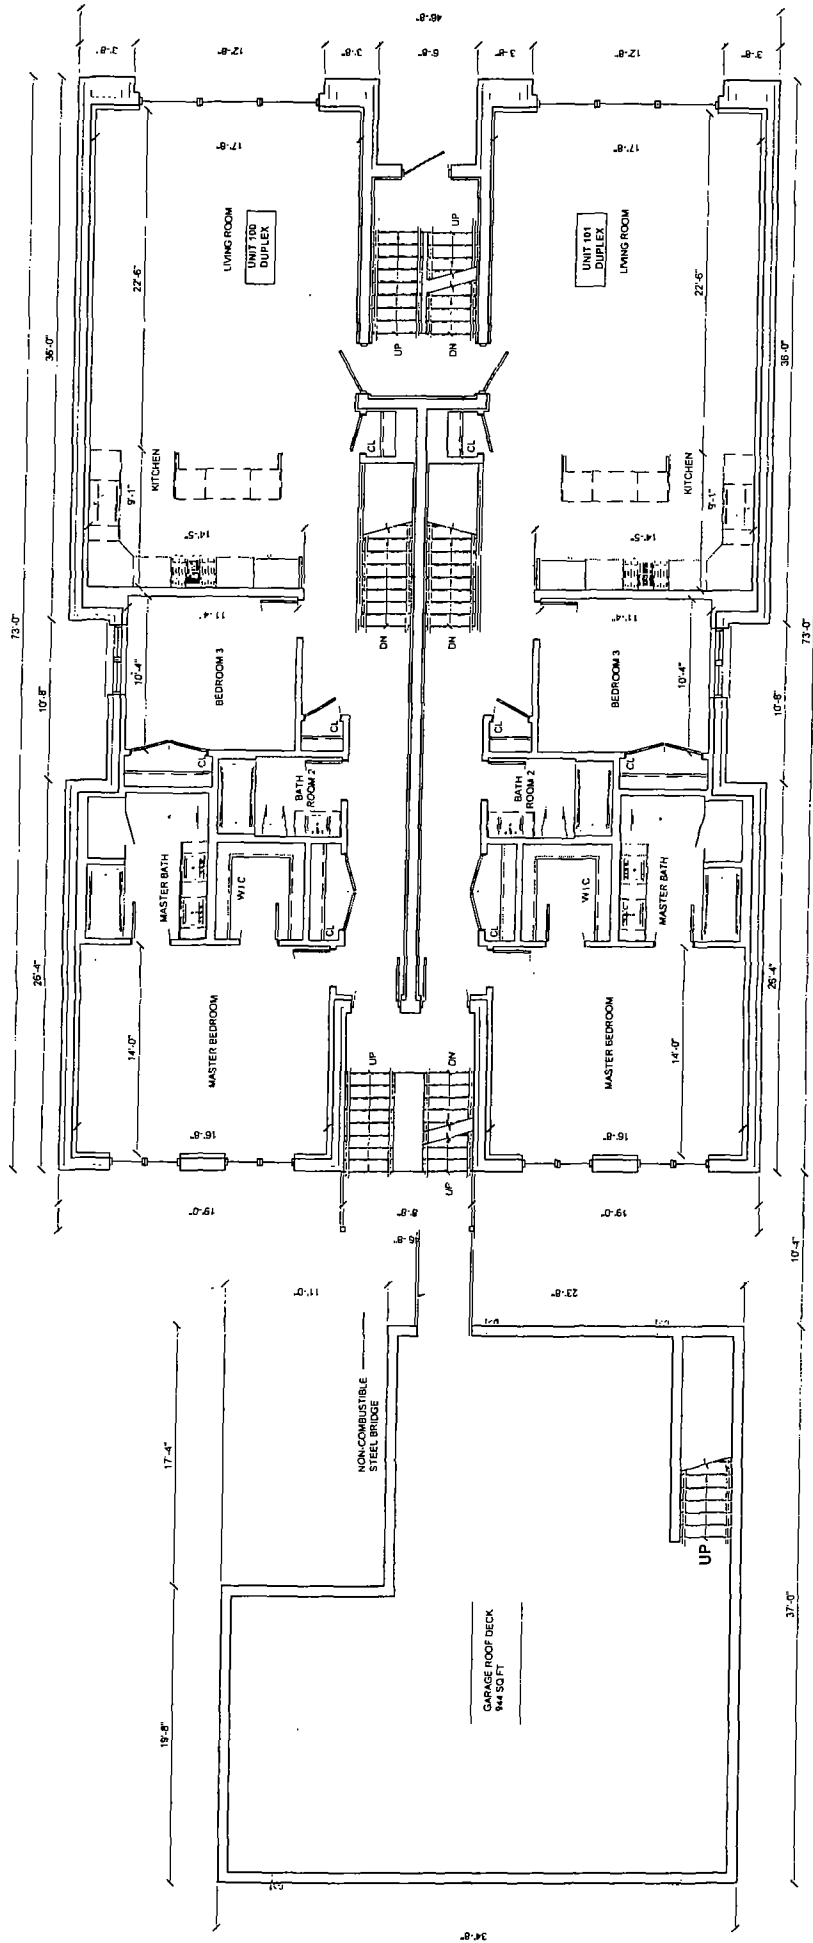 46'-8"
3'-8"
12'-8"
3'-8"
6'-8"
3'-8"
12'-8"
3'-8"
73'-0"
36'-0"
17'-8"
17'-8"
LIVING ROOM
UNIT 100
DUPLEX
UP
UNIT 101
DUPLEX
LIVING ROOM
22'-6"
22'-6"
36'-0"
UP
DN
CL
CL
KITCHEN
KITCHEN
9'-1"
9'-1"
14'-5"
14'-5"
DN
DN
11'-4"
11'-4"
73'-0"
10'-8"
10'-4"
BEDROOM 3
BEDROOM 3
10'-4"
10'-8"
CL
CL
CL
CL
BATH
ROOM 2
BATH
ROOM 2
MASTER BATH
W I C
W I C
MASTER BATH
CL
CL
26'-4"
26'-4"
14'-0"
MASTER BEDROOM
UP
DN
MASTER BEDROOM
14'-0"
16'-8"
16'-8"
UP
19'-0"
8'-8"
19'-0"
46'-8"
10'-4"
11'-0"
23'-8"
NON-COMBUSTIBLE
STEEL BRIDGE
17'-4"
UP
37'-0"
19'-8"
GARAGE ROOF DECK
944 SQ FT
34'-8"